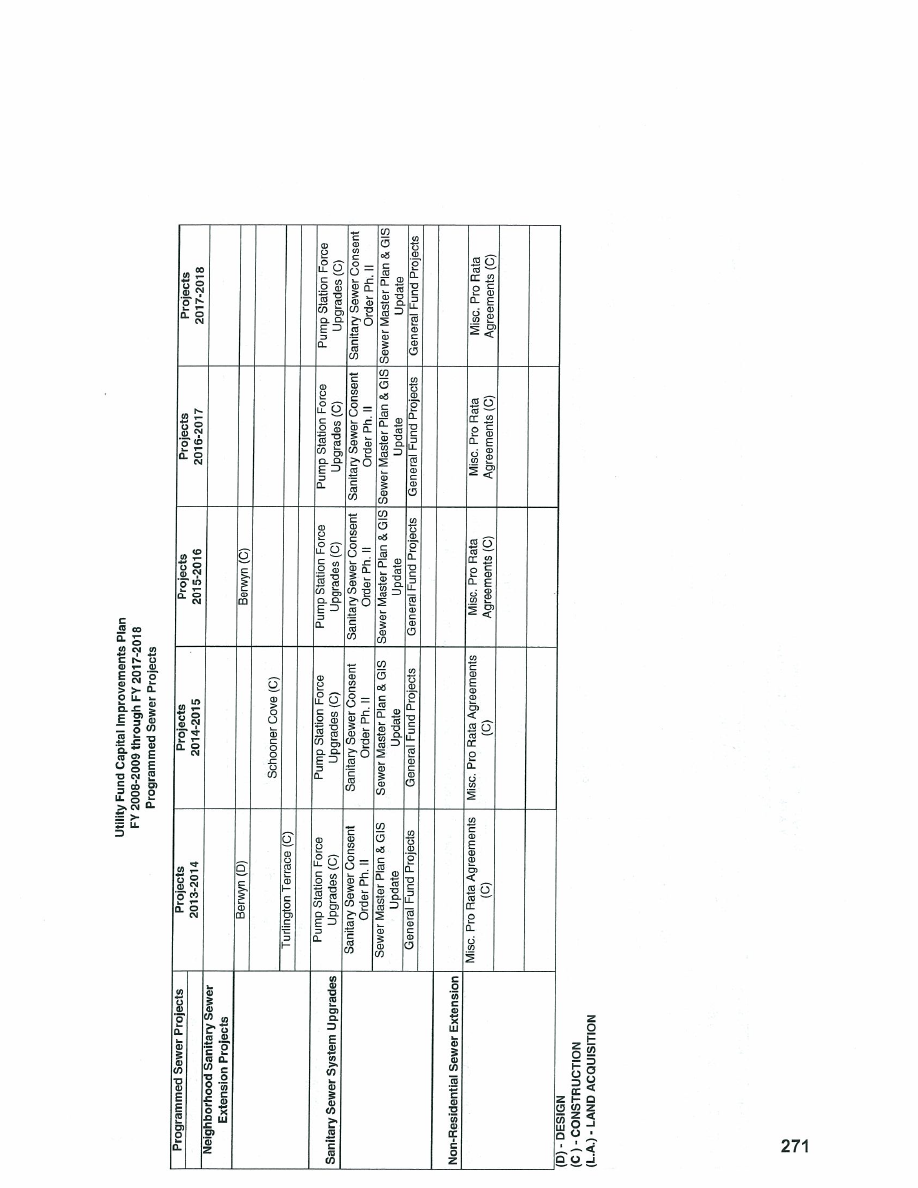 Utility Fund Capital Improvements Plan
FY 2008-2009 through FY 2017-2018
Programmed Sewer Projects
Programmed Sewer Projects
Projects
2013-2014
Projects
2014-2015
Projects
2015-2016
Projects
2016-2017
Projects
2017-2018
Neighborhood Sanitary Sewer
Extension Projects
Berwyn (D)
Berwyn (C)
Schooner Cove (C)
Turlington Terrace (C)
Sanitary Sewer System Upgrades
Pump Station Force
Upgrades (C)
Pump Station Force
Upgrades (C)
Pump Station Force
Upgrades (C)
Pump Station Force
Upgrades (C)
Pump Station Force
Upgrades (C)
Sanitary Sewer Consent
Order Ph. II
Sanitary Sewer Consent
Order Ph. II
Sanitary Sewer Consent
Order Ph. II
Sanitary Sewer Consent
Order Ph. II
Sanitary Sewer Consent
Order Ph. II
Sewer Master Plan & GIS
Update
Sewer Master Plan & GIS
Update
Sewer Master Plan & GIS
Update
Sewer Master Plan & GIS
Update
Sewer Master Plan & GIS
Update
General Fund Projects
General Fund Projects
General Fund Projects
General Fund Projects
General Fund Projects
Non-Residential Sewer Extension
Misc. Pro Rata Agreements
(C)
Misc. Pro Rata Agreements
(C)
Misc. Pro Rata
Agreements (C)
Misc. Pro Rata
Agreements (C)
Misc. Pro Rata
Agreements (C)
(D) - DESIGN
(C ) - CONSTRUCTION
(L.A.) - LAND ACQUISITION
271